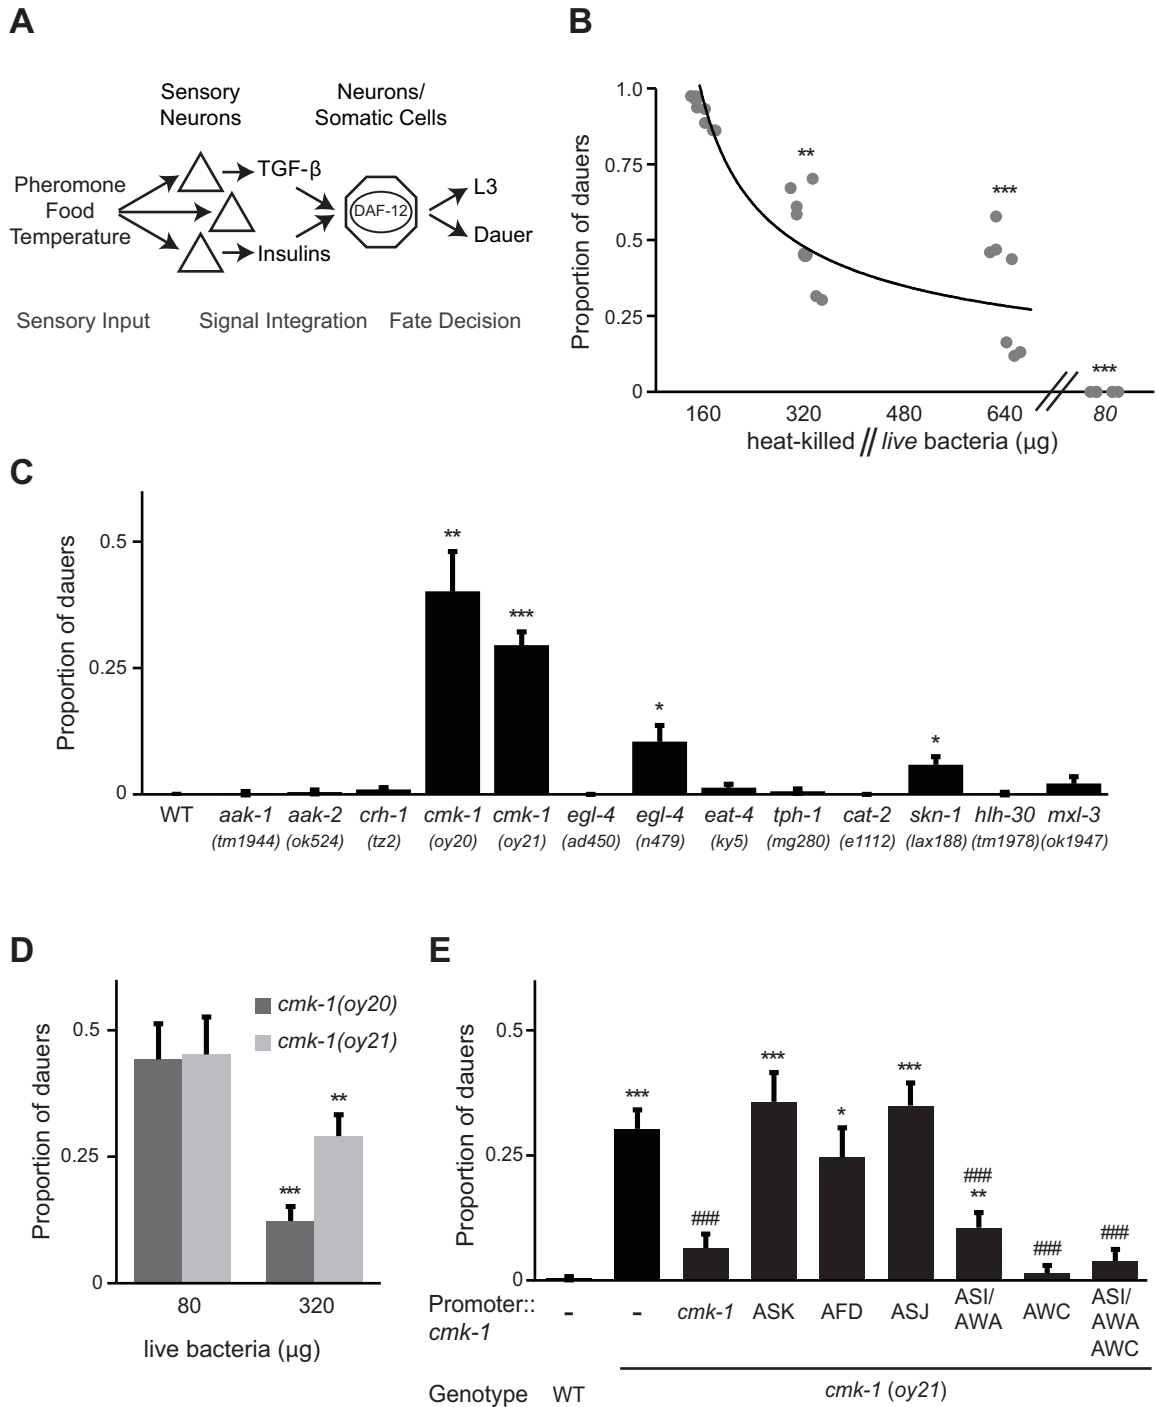 A
Sensory
Neurons
Neurons/
Somatic Cells
Pheromone
Food
Temperature
TGF-β
Insulins
DAF-12
L3
Dauer
Sensory Input
Signal Integration
Fate Decision
B
Proportion of dauers
1.0
0.75
0.5
0.25
0
**
***
***
160
320
480
640
80
heat-killed // live bacteria (µg)
C
Proportion of dauers
0.5
0.25
0
**
***
*
*
WT
aak-1
(tm1944)
aak-2
(ok524)
crh-1
(tz2)
cmk-1
(oy20)
cmk-1
(oy21)
egl-4
(ad450)
egl-4
(n479)
eat-4
(ky5)
tph-1
(mg280)
cat-2
(e1112)
skn-1
(lax188)
hlh-30
(tm1978)
mxl-3
(ok1947)
D
Proportion of dauers
0.5
0.25
0
cmk-1(oy20)
cmk-1(oy21)
***
**
80
320
live bacteria (µg)
E
Proportion of dauers
0.5
0.25
0
***
###
***
*
***
###
**
###
###
Promoter::
cmk-1
-
-
cmk-1
ASK
AFD
ASJ
ASI/
AWA
AWC
ASI/
AWA
AWC
Genotype
WT
cmk-1 (oy21)